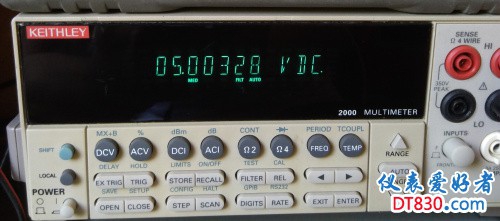 KEITHLEY
SENSE
Ω 4 WIRE
HI
05.00328 VDC.
MED FLT AUTO
350V
PEAK
LO
2000 MULTIMETER
INPUTS
MX+B % dBm dB CONT PERIOD TCOUPL
SHIFT DCV ACV DCI ACI Ω2 Ω4 FREQ TEMP
RANGE
DELAY HOLD LIMITS ON/OFF TEST CAL
LOCAL EX TRIG TRIG STORE RECALL FILTER REL
AUTO
POWER SAVE SETUP CONFIG HALT GPIB RS232
OPEN CLOSE STEP SCAN DIGITS RATE EXIT ENTER
仪表爱好者
DT830.com